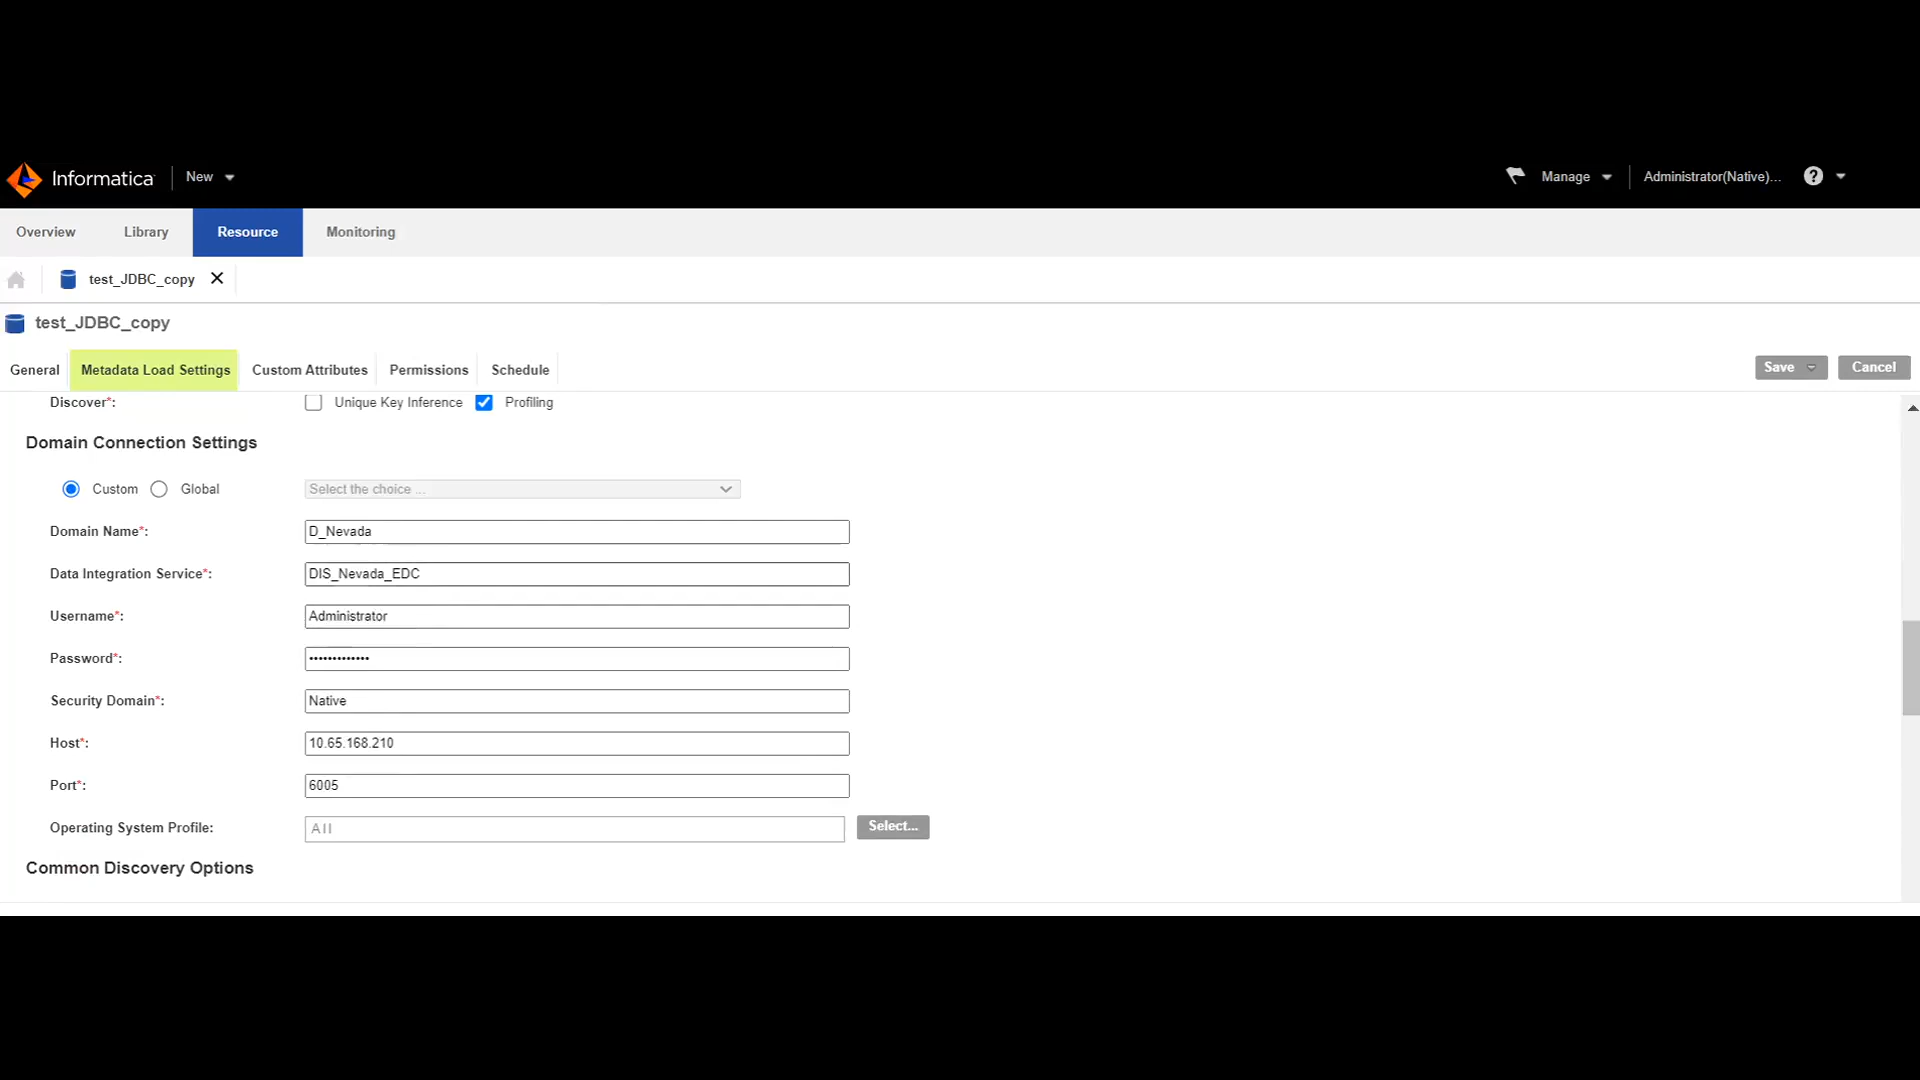 Informatica New Manage Administrator(Native)... ?
Overview Library Resource Monitoring
test_JDBC_copy
test_JDBC_copy
General Metadata Load Settings Custom Attributes Permissions Schedule Save Cancel
Discover*: Unique Key Inference Profiling
Domain Connection Settings
Custom Global Select the choice ...
Domain Name*: D_Nevada
Data Integration Service*: DIS_Nevada_EDC
Username*: Administrator
Password*: •••••••••••••
Security Domain*: Native
Host*: 10.65.168.210
Port*: 6005
Operating System Profile: All Select...
Common Discovery Options